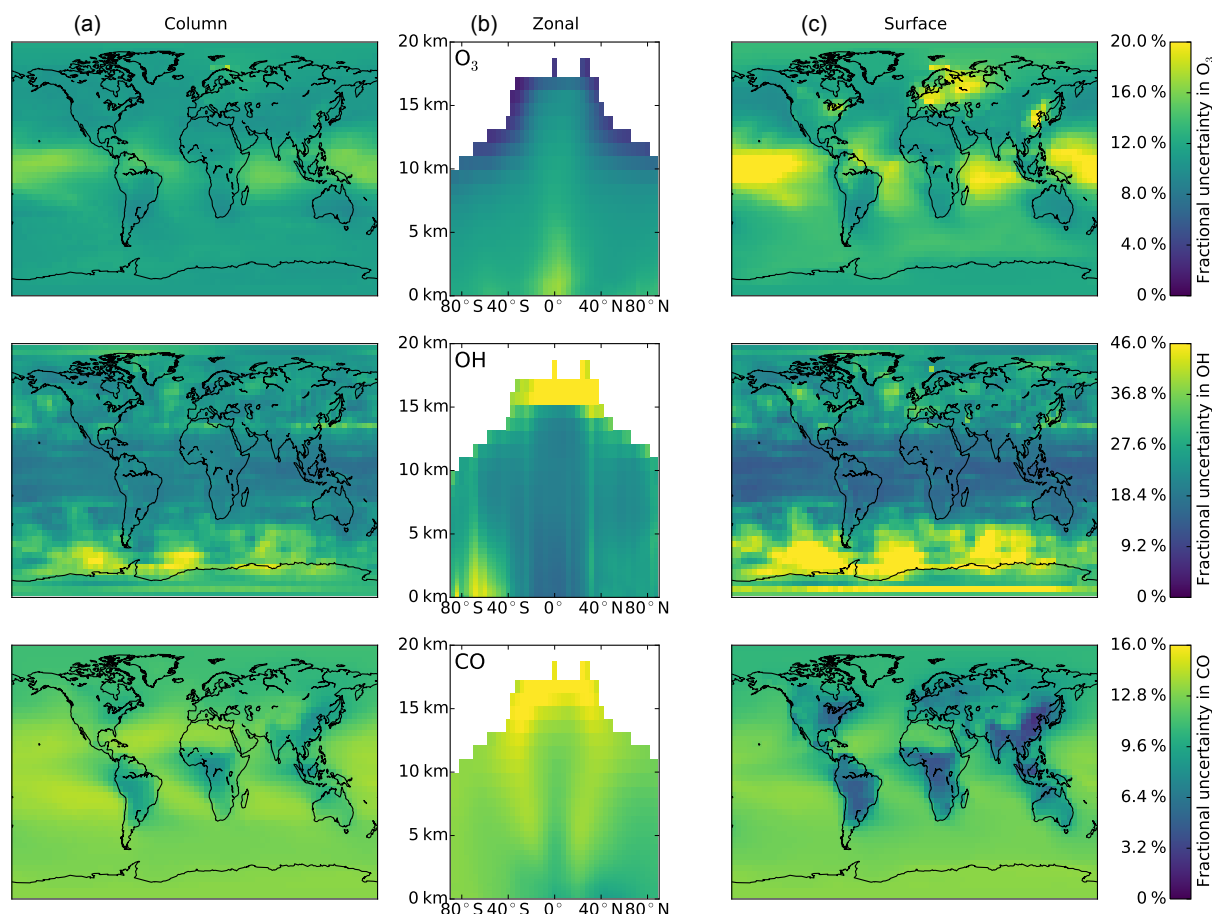 (a) Column (b) Zonal (c) Surface
20 km
15 km
10 km
5 km
0 km
O₃
80°S 40°S 0° 40°N 80°N
20.0 %
16.0 %
12.0 %
8.0 %
4.0 %
0 %
Fractional uncertainty in O₃
20 km
15 km
10 km
5 km
0 km
OH
80°S 40°S 0° 40°N 80°N
46.0 %
36.8 %
27.6 %
18.4 %
9.2 %
0 %
Fractional uncertainty in OH
20 km
15 km
10 km
5 km
0 km
CO
80°S 40°S 0° 40°N 80°N
16.0 %
12.8 %
9.6 %
6.4 %
3.2 %
0 %
Fractional uncertainty in CO